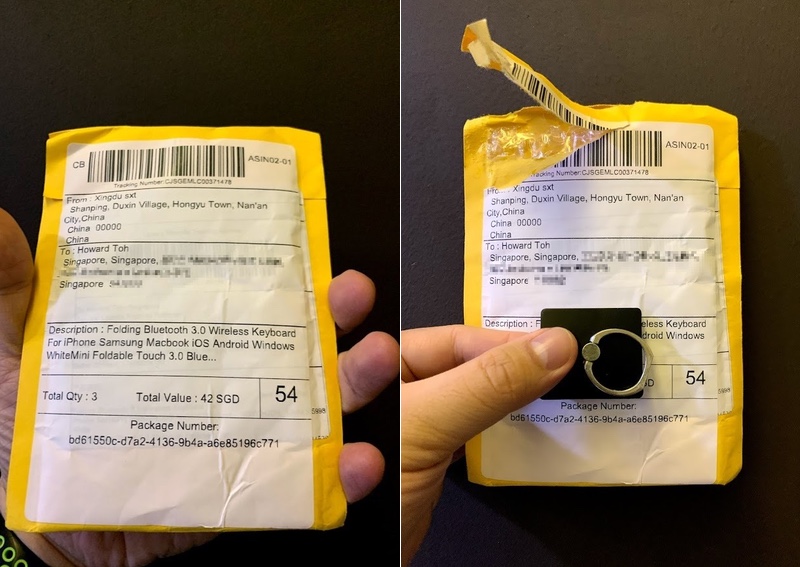 CB
ASIN02-01
Tracking Number:CJSGEMLC00371478
From : Xingdu sxt
Shanping, Duxin Village, Hongyu Town, Nan'an
City,China
China 00000
China
To : Howard Toh
Singapore, Singapore,
Singapore
Description : Folding Bluetooth 3.0 Wireless Keyboard
For iPhone Samsung Macbook iOS Android Windows
WhiteMini Foldable Touch 3.0 Blue...
Total Qty : 3 Total Value : 42 SGD 54
Package Number:
bd61550c-d7a2-4136-9b4a-a6e85196c771
ASIN02-01
Tracking Number:CJSGEMLC00371478
From : Xingdu sxt
Shanping, Duxin Village, Hongyu Town, Nan'an
City,China
China 00000
China
To : Howard Toh
Singapore, Singapore,
Singapore
Description
eless Keyboard
droid Windows
54
Package Number:
bd61550c-d7a2-4136-9b4a-a6e85196c771